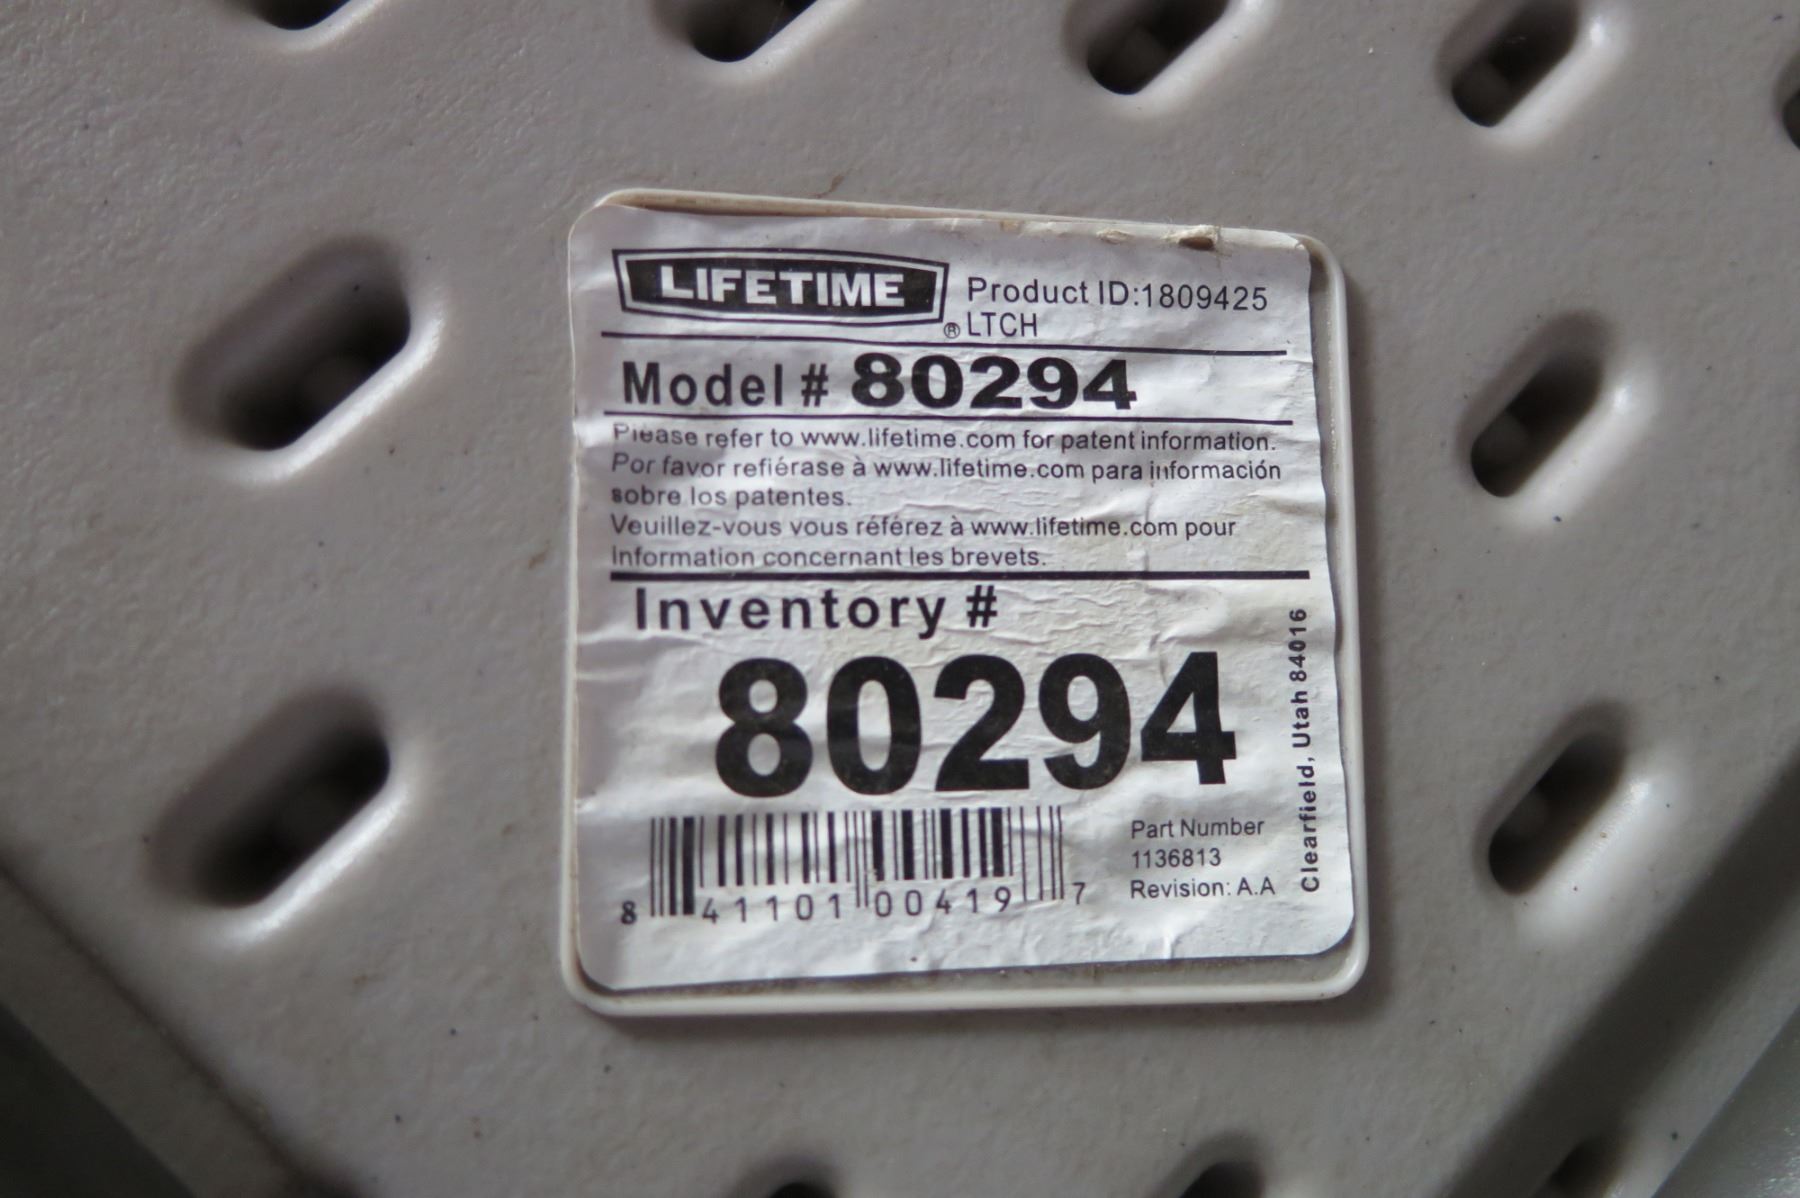 LIFETIME
Product ID:1809425
® LTCH
Model # 80294
Please refer to www.lifetime.com for patent information.
Por favor refiérase à www.lifetime.com para información
sobre los patentes.
Veuillez-vous vous référez à www.lifetime.com pour
Information concernant les brevets.
Inventory #
80294
8 41101 00419 7
Part Number
1136813
Revision: A.A
Clearfield, Utah 84016